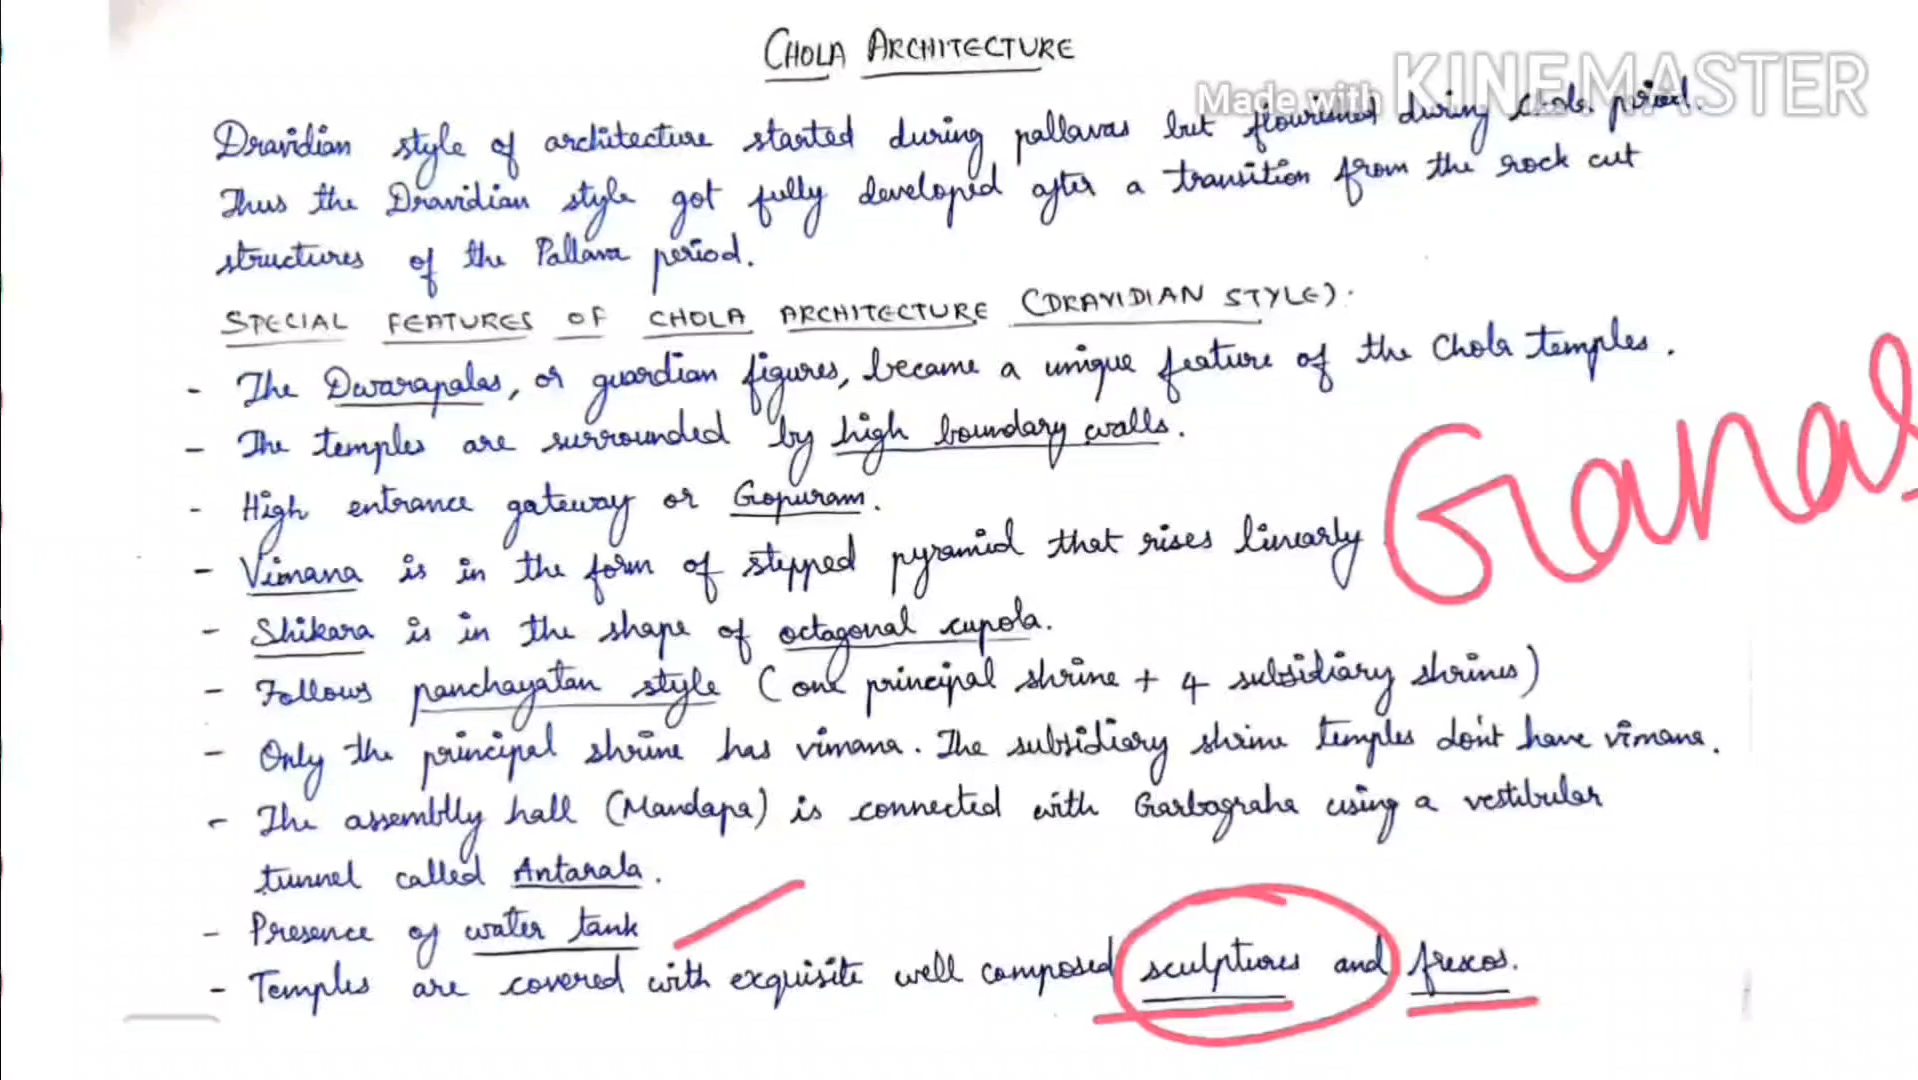 CHOLA ARCHITECTURE
Made with KINEMASTER
Dravidian style of architecture started during pallavas but flourished during Chola period.
Thus the Dravidian style got fully developed after a transition from the rock cut
structures of the Pallava period.
SPECIAL FEATURES OF CHOLA ARCHITECTURE (DRAVIDIAN STYLE).
- The Dwarapalas, or guardian figures, became a unique feature of the Chola temples.
- The temples are surrounded by high boundary walls.
- High entrance gateway or Gopuram.
- Vimana is in the form of stepped pyramid that rises linearly
Ganas
- Shikara is in the shape of octagonal cupola.
- Follows panchayatan style (one principal shrine + 4 subsidiary shrines)
- Only the principal shrine has vimana. The subsidiary shrine temples don't have vimana.
- The assemblly hall (Mandapa) is connected with Garbagraha using a vestibular
tunnel called Antarala.
- Presence of water tank
- Temples are covered with exquisite well composed sculptures and frescos.